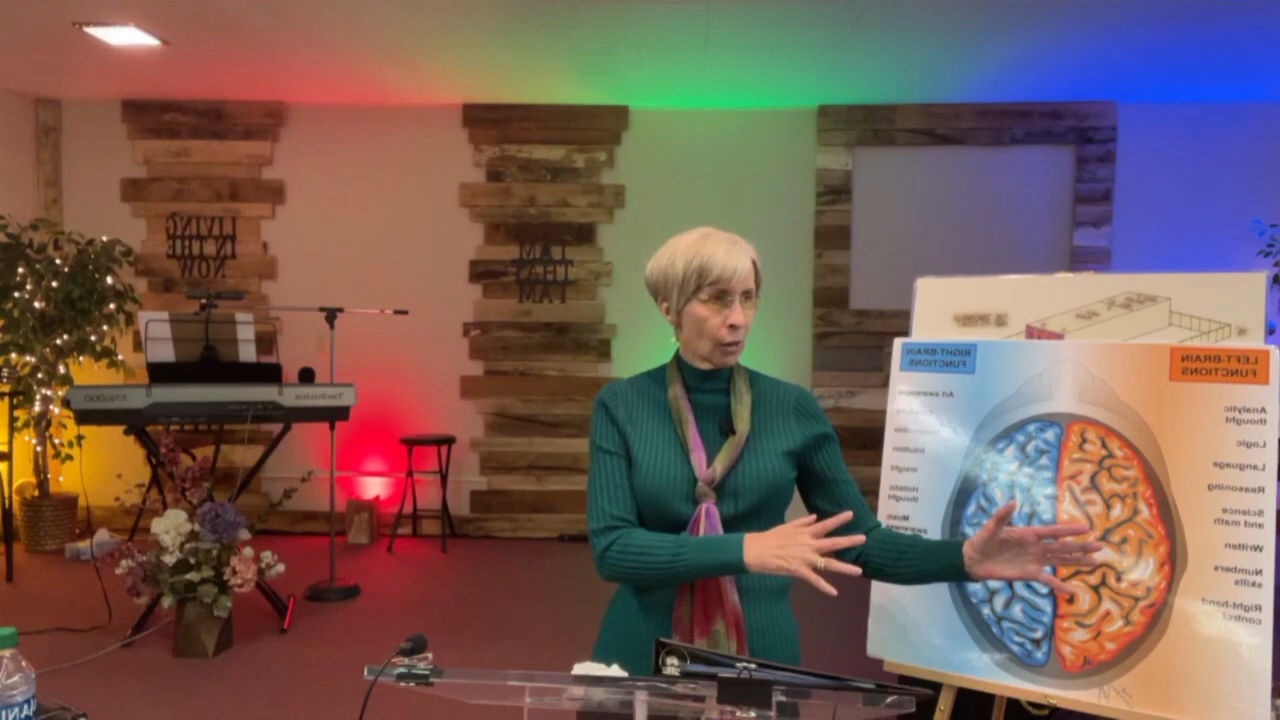 LIVING
IN THE
NOW
I AM
THAT
I AM
Technics
KN6000
RIGHT-BRAIN
FUNCTIONS
Art awareness
Intuition
Insight
Holistic
thought
Music
awareness
LEFT-BRAIN
FUNCTIONS
Analytic
thought
Logic
Language
Reasoning
Science
and math
Written
Numbers
skills
Right-hand
control